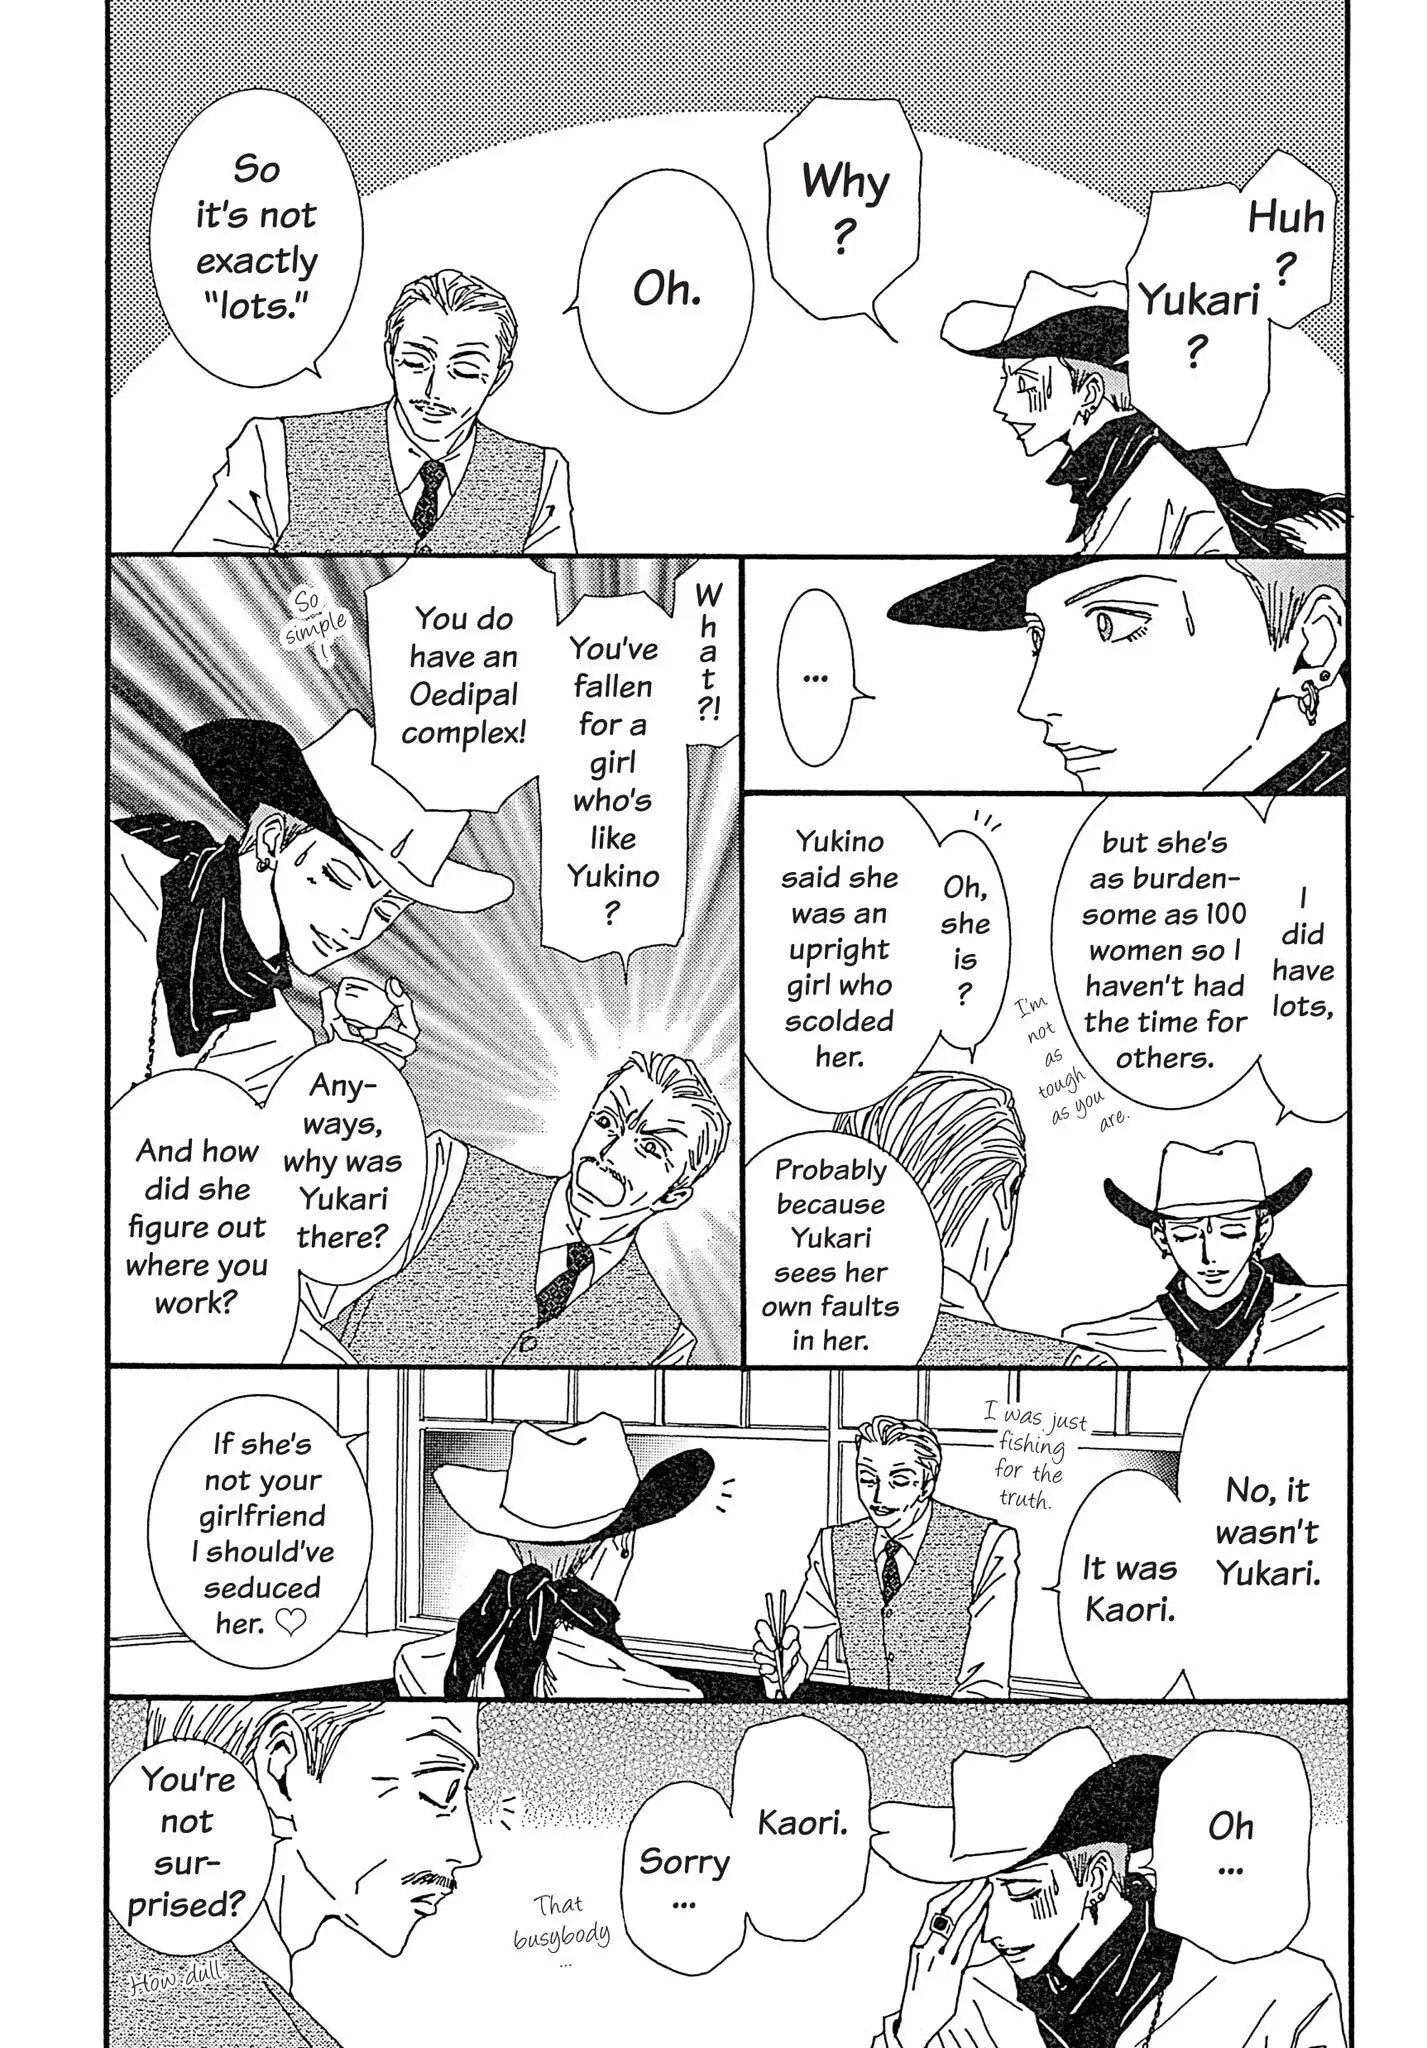 Huh
?
Yukari
?
Why
?
Oh.
So
it's not
exactly
"lots."
...
I
did
have
lots,
but she's
as burden-
some as 100
women so I
haven't had
the time for
others.
I'm
not
as
tough
as you
are.
Oh,
she
is
?
Yukino
said she
was an
upright
girl who
scolded
her.
Probably
because
Yukari
sees her
own faults
in her.
What?!
You've
fallen
for a
girl
who's
like
Yukino
?
You do
have an
Oedipal
complex!
So
simple
!
Any-
ways,
why was
Yukari
there?
And how
did she
figure out
where you
work?
No, it
wasn't
Yukari.
It was
Kaori.
I was just
fishing
for the
truth.
If she's
not your
girlfriend
I should've
seduced
her. ♡
Oh
...
Kaori.
Sorry
...
That
busybody
...
You're
not
sur-
prised?
How dull.